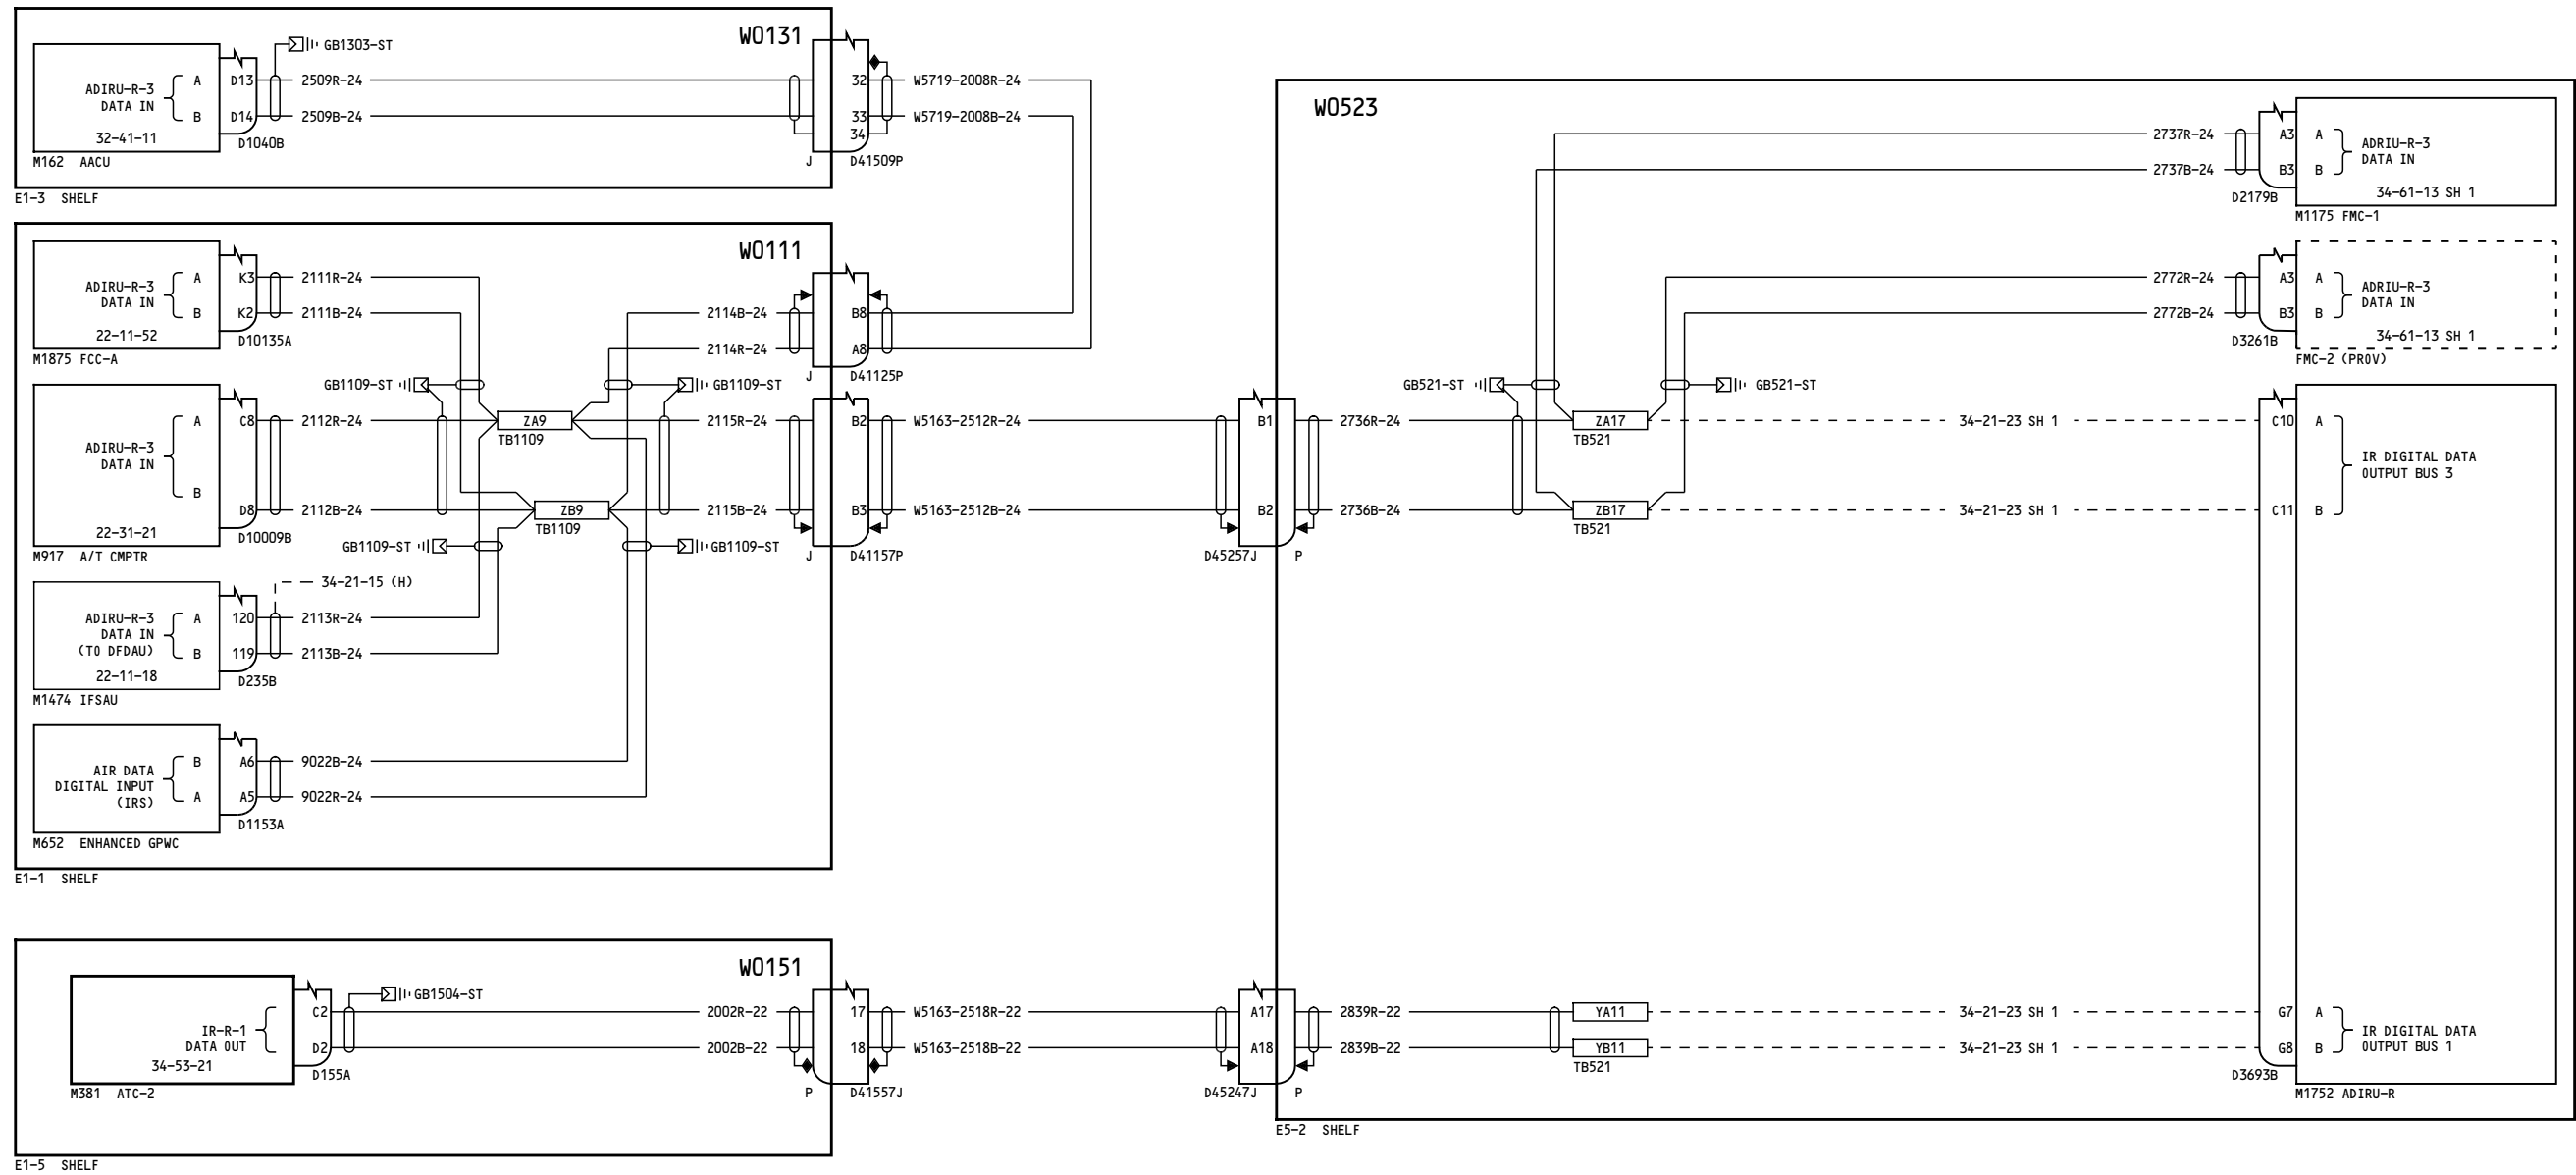 W0131
GB1303-ST
ADIRU-R-3
DATA IN
A
B
D13
D14
2509R-24
2509B-24
32-41-11
D1040B
M162 AACU
32
33
34
J
D41509P
W5719-2008R-24
W5719-2008B-24
E1-3 SHELF
W0111
ADIRU-R-3
DATA IN
A
B
K3
K2
2111R-24
2111B-24
22-11-52
D10135A
M1875 FCC-A
2114B-24
2114R-24
B8
A8
J
D41125P
GB1109-ST
GB1109-ST
ADIRU-R-3
DATA IN
A
B
C8
D8
2112R-24
2112B-24
22-31-21
D10009B
M917 A/T CMPTR
ZA9
TB1109
ZB9
TB1109
2115R-24
2115B-24
B2
B3
J
D41157P
W5163-2512R-24
W5163-2512B-24
GB1109-ST
GB1109-ST
34-21-15 (H)
ADIRU-R-3
DATA IN
(TO DFDAU)
A
B
120
119
2113R-24
2113B-24
22-11-18
D235B
M1474 IFSAU
AIR DATA
DIGITAL INPUT
(IRS)
B
A
A6
A5
9022B-24
9022R-24
D1153A
M652 ENHANCED GPWC
E1-1 SHELF
W0151
GB1504-ST
IR-R-1
DATA OUT
C2
D2
34-53-21
D155A
M381 ATC-2
2002R-22
2002B-22
17
18
P
D41557J
W5163-2518R-22
W5163-2518B-22
E1-5 SHELF
W0523
2737R-24
2737B-24
A3
B3
A
B
ADRIU-R-3
DATA IN
34-61-13 SH 1
D2179B
M1175 FMC-1
2772R-24
2772B-24
A3
B3
A
B
ADRIU-R-3
DATA IN
34-61-13 SH 1
D3261B
FMC-2 (PROV)
GB521-ST
GB521-ST
B1
B2
D45257J
P
2736R-24
2736B-24
ZA17
TB521
ZB17
TB521
34-21-23 SH 1
34-21-23 SH 1
C10
C11
A
B
IR DIGITAL DATA
OUTPUT BUS 3
A17
A18
D45247J
P
2839R-22
2839B-22
YA11
YB11
TB521
34-21-23 SH 1
34-21-23 SH 1
G7
G8
A
B
IR DIGITAL DATA
OUTPUT BUS 1
D3693B
M1752 ADIRU-R
E5-2 SHELF